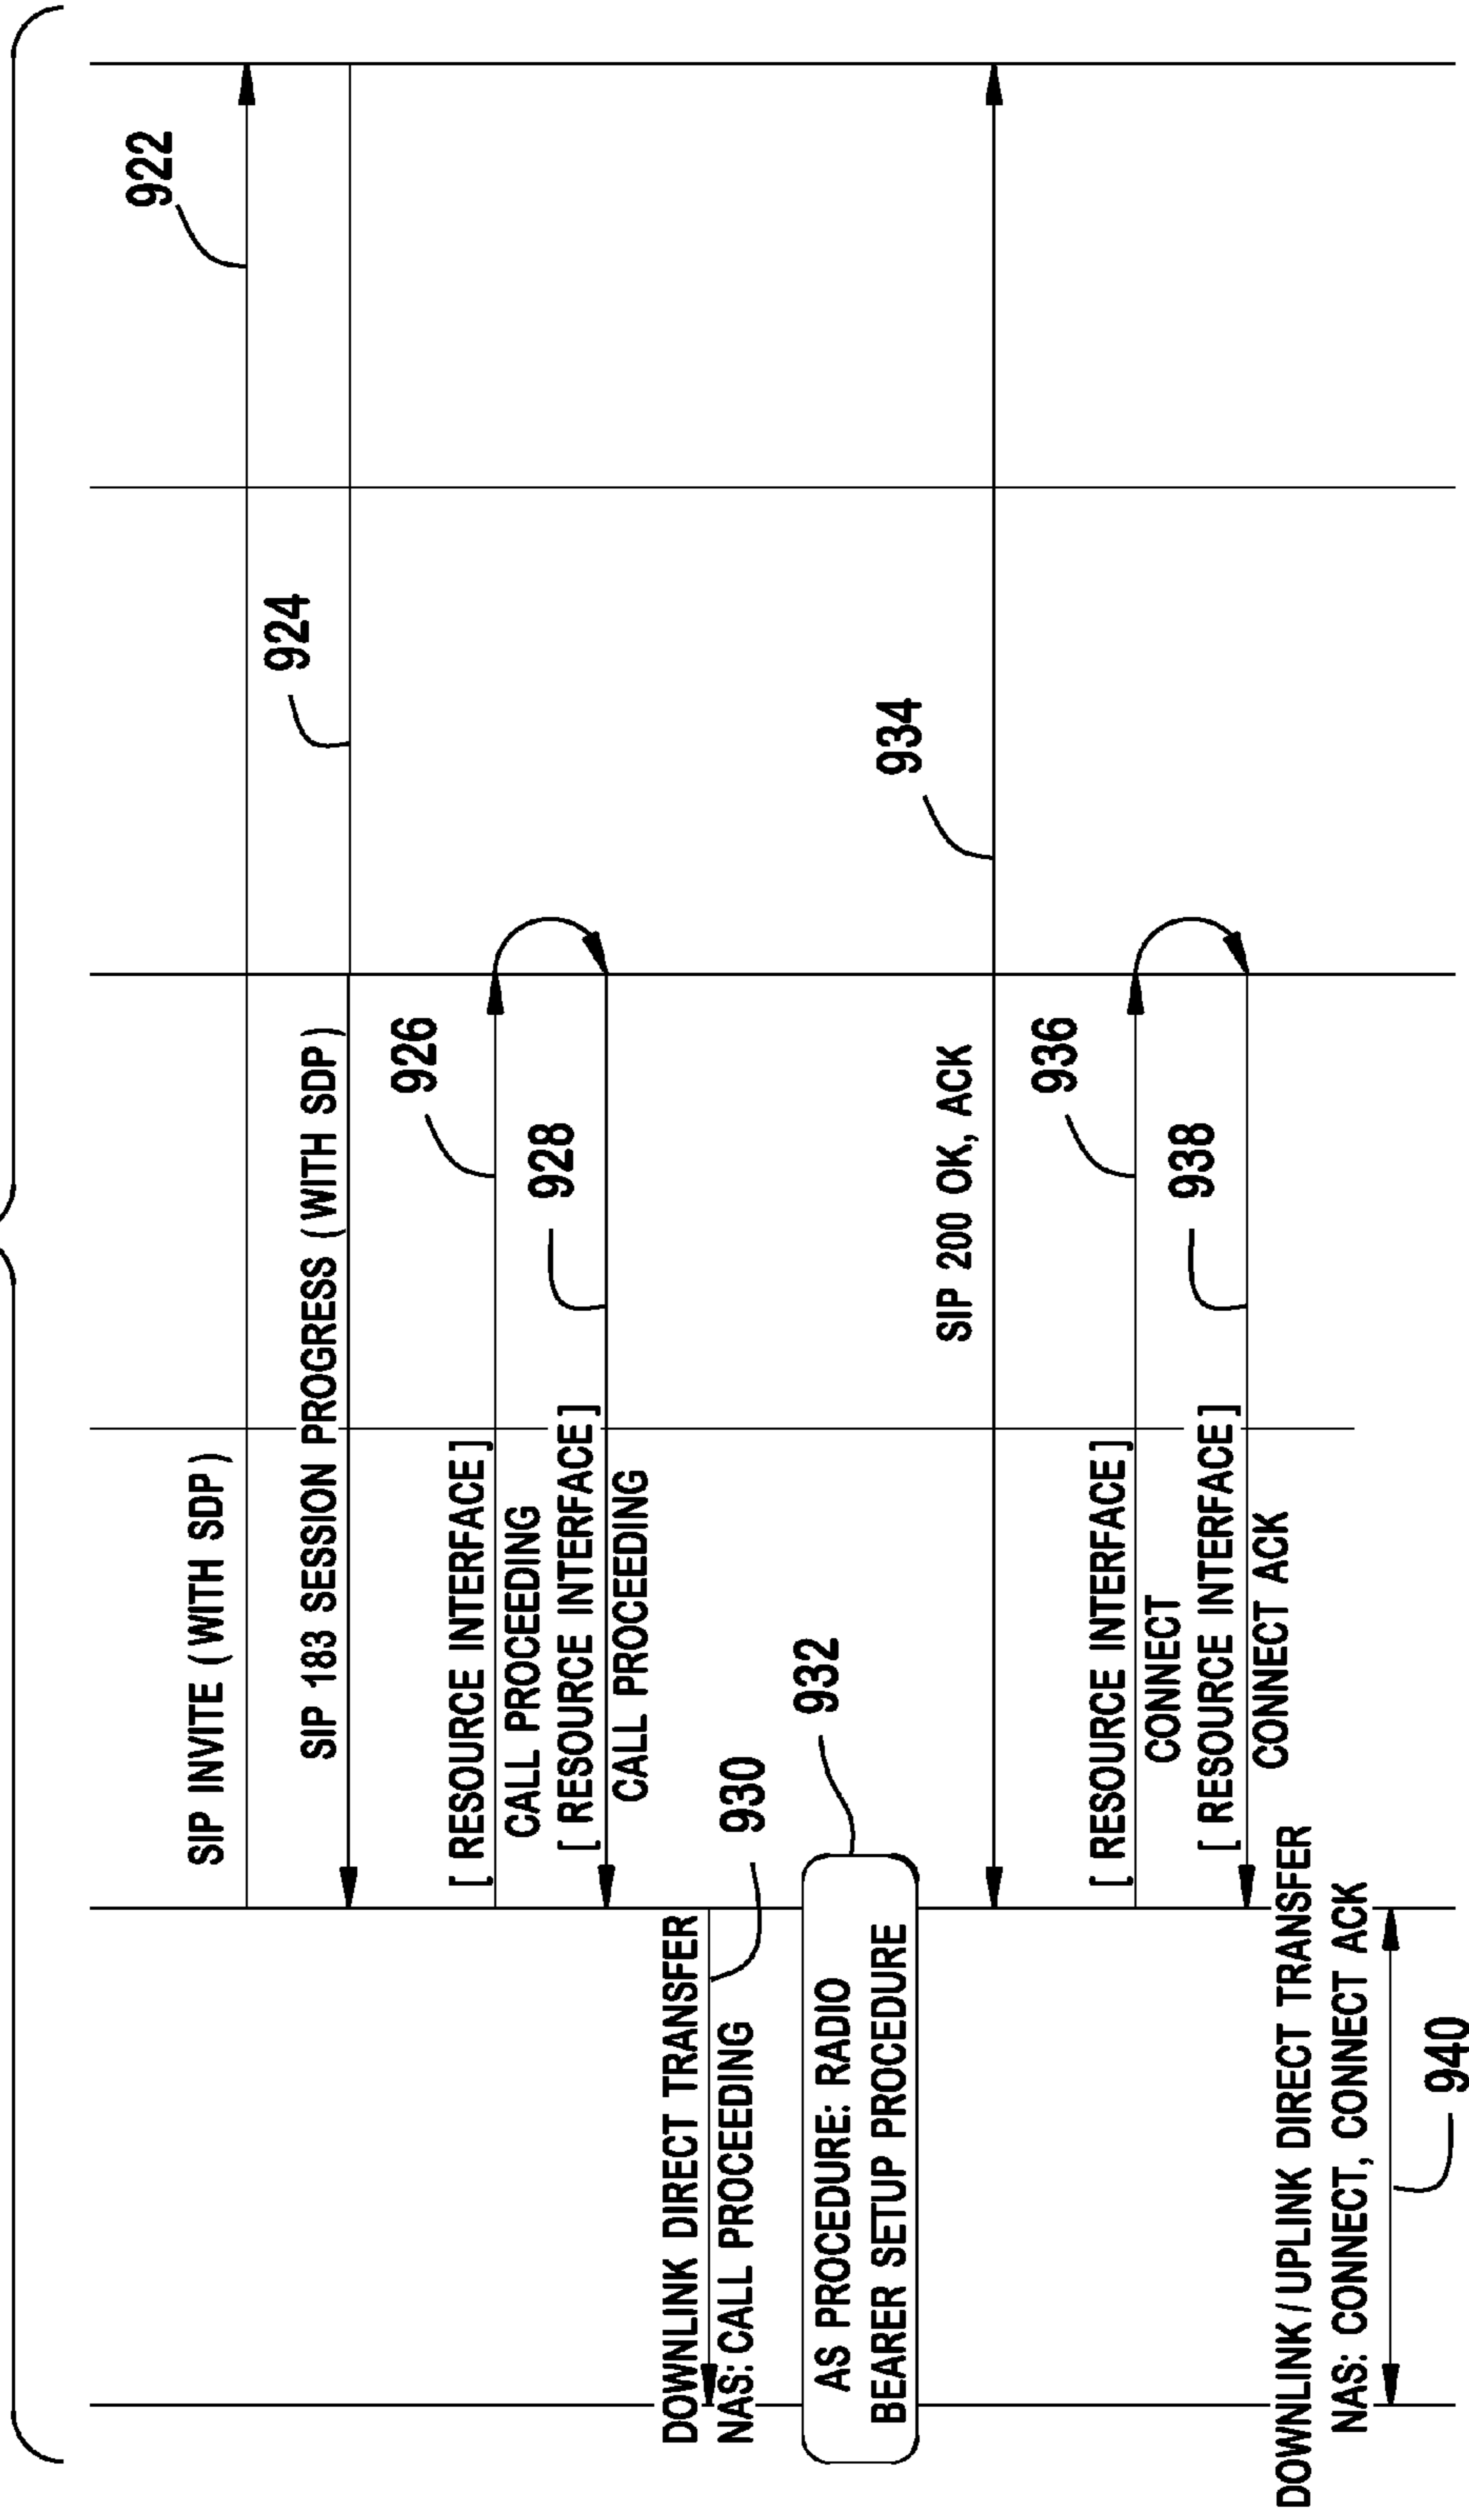 922
SIP INVITE (WITH SDP)
924
SIP 183 SESSION PROGRESS (WITH SDP)
926
[ RESOURCE INTERFACE ]
CALL PROCEEDING
928
[ RESOURCE INTERFACE ]
CALL PROCEEDING
DOWNLINK DIRECT TRANSFER
NAS: CALL PROCEEDING
930
932
AS PROCEDURE: RADIO
BEARER SETUP PROCEDURE
934
SIP 200 OK, ACK
936
[ RESOURCE INTERFACE ]
CONNECT
938
[ RESOURCE INTERFACE ]
CONNECT ACK
DOWNLINK/UPLINK DIRECT TRANSFER
NAS: CONNECT, CONNECT ACK
940